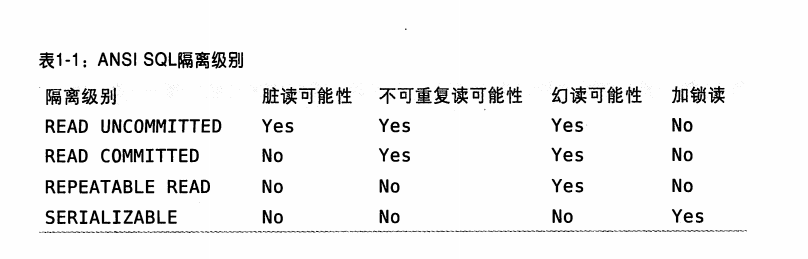 表1-1：ANSI SQL隔离级别
隔离级别 脏读可能性 不可重复读可能性 幻读可能性 加锁读
READ UNCOMMITTED Yes Yes Yes No
READ COMMITTED No Yes Yes No
REPEATABLE READ No No Yes No
SERIALIZABLE No No No Yes